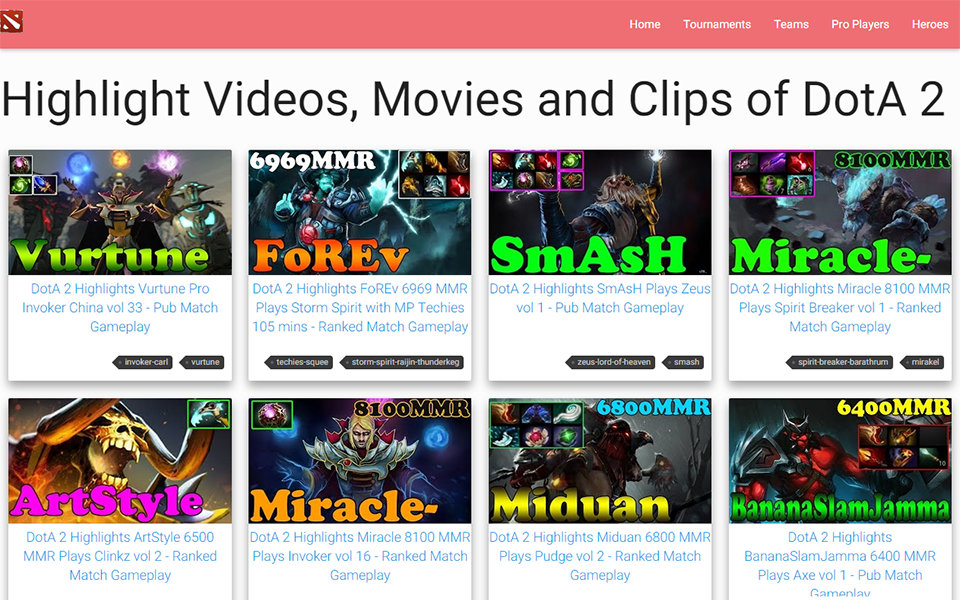 Home Tournaments Teams Pro Players Heroes
Highlight Videos, Movies and Clips of DotA 2
Vurtune
DotA 2 Highlights Vurtune Pro
Invoker China vol 33 - Pub Match
Gameplay
invoker-carl vurtune
6969MMR
FoREv
DotA 2 Highlights FoREv 6969 MMR
Plays Storm Spirit with MP Techies
105 mins - Ranked Match Gameplay
techies-squee storm-spirit-raijin-thunderkeg
SmAsH
DotA 2 Highlights SmAsH Plays Zeus
vol 1 - Pub Match Gameplay
zeus-lord-of-heaven smash
8100MMR
Miracle-
DotA 2 Highlights Miracle 8100 MMR
Plays Spirit Breaker vol 1 - Ranked
Match Gameplay
spirit-breaker-barathrum mirakel
ArtStyle
DotA 2 Highlights ArtStyle 6500
MMR Plays Clinkz vol 2 - Ranked
Match Gameplay
8100MMR
Miracle-
DotA 2 Highlights Miracle 8100 MMR
Plays Invoker vol 16 - Ranked Match
Gameplay
6800MMR
Miduan
DotA 2 Highlights Miduan 6800 MMR
Plays Pudge vol 2 - Ranked Match
Gameplay
6400MMR
10
BananaSlamJamma
DotA 2 Highlights
BananaSlamJamma 6400 MMR
Plays Axe vol 1 - Pub Match
Gameplay